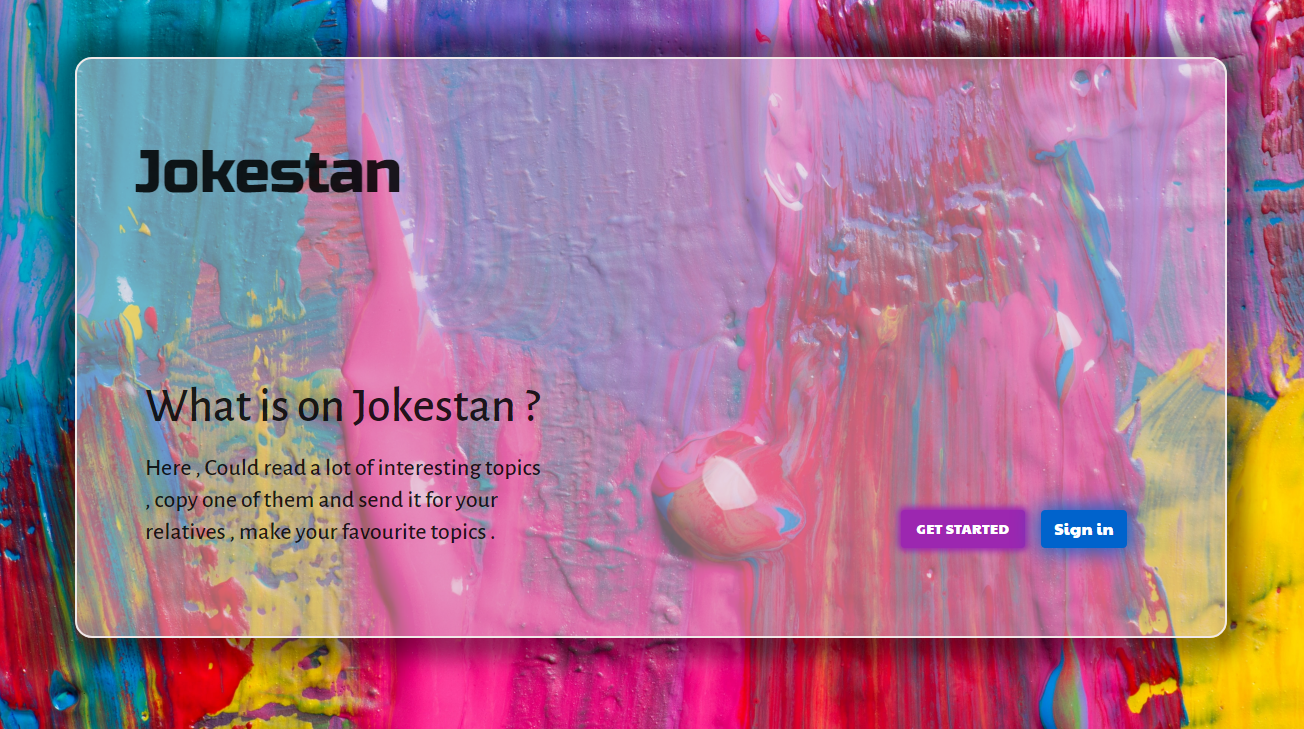 Jokestan
What is on Jokestan ?
Here , Could read a lot of interesting topics
, copy one of them and send it for your
relatives , make your favourite topics .
GET STARTED
Sign in